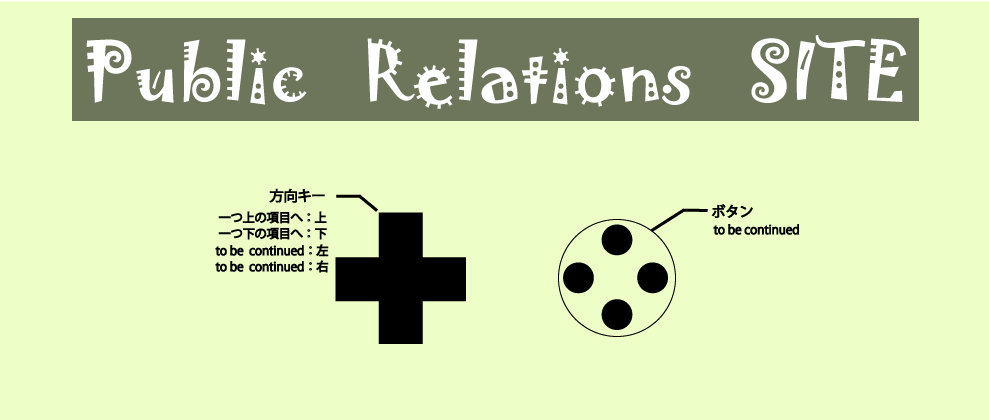 Public Relations SITE
方向キー
一つ上の項目へ：上
一つ下の項目へ：下
to be continued：左
to be continued：右
ボタン
to be continued